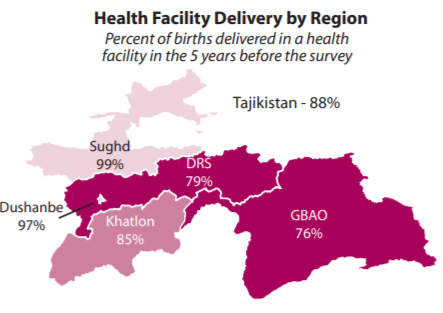 Health Facility Delivery by Region
Percent of births delivered in a health
facility in the 5 years before the survey
Tajikistan - 88%
Sughd
99%
DRS
79%
Dushanbe
97%
Khatlon
85%
GBAO
76%